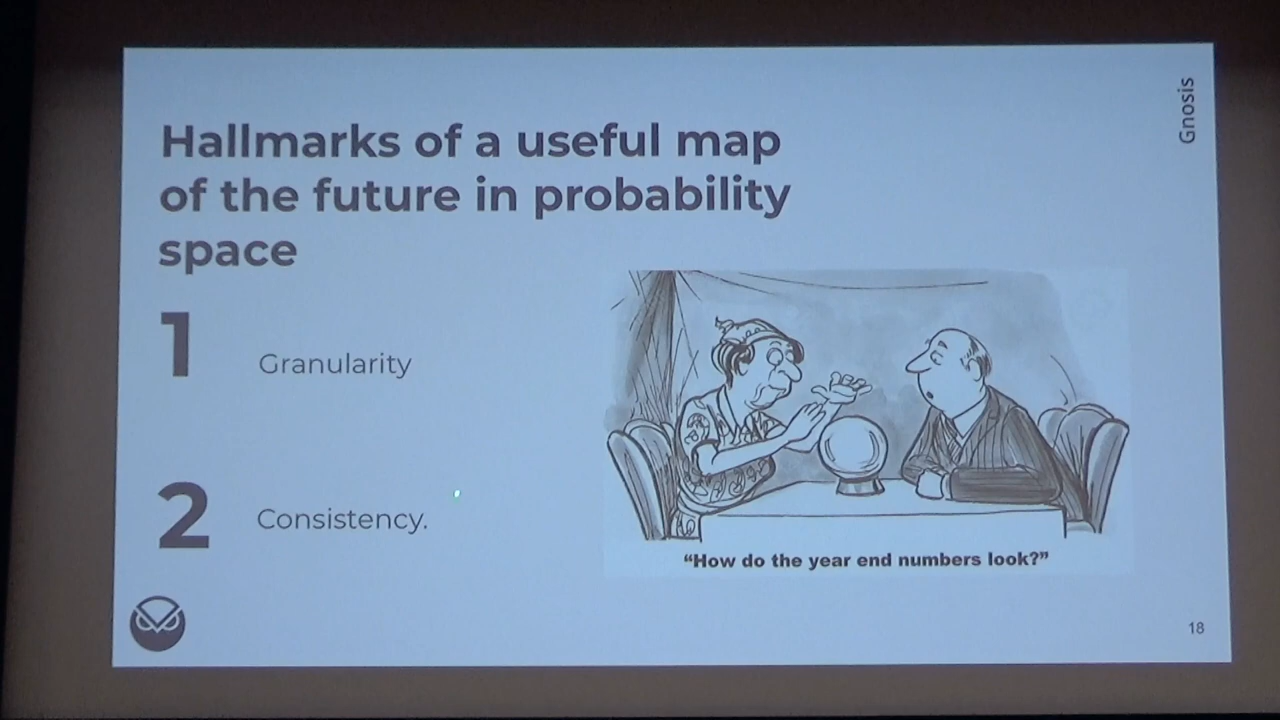 Gnosis
Hallmarks of a useful map
of the future in probability
space
1
Granularity
2
Consistency.
“How do the year end numbers look?”
18